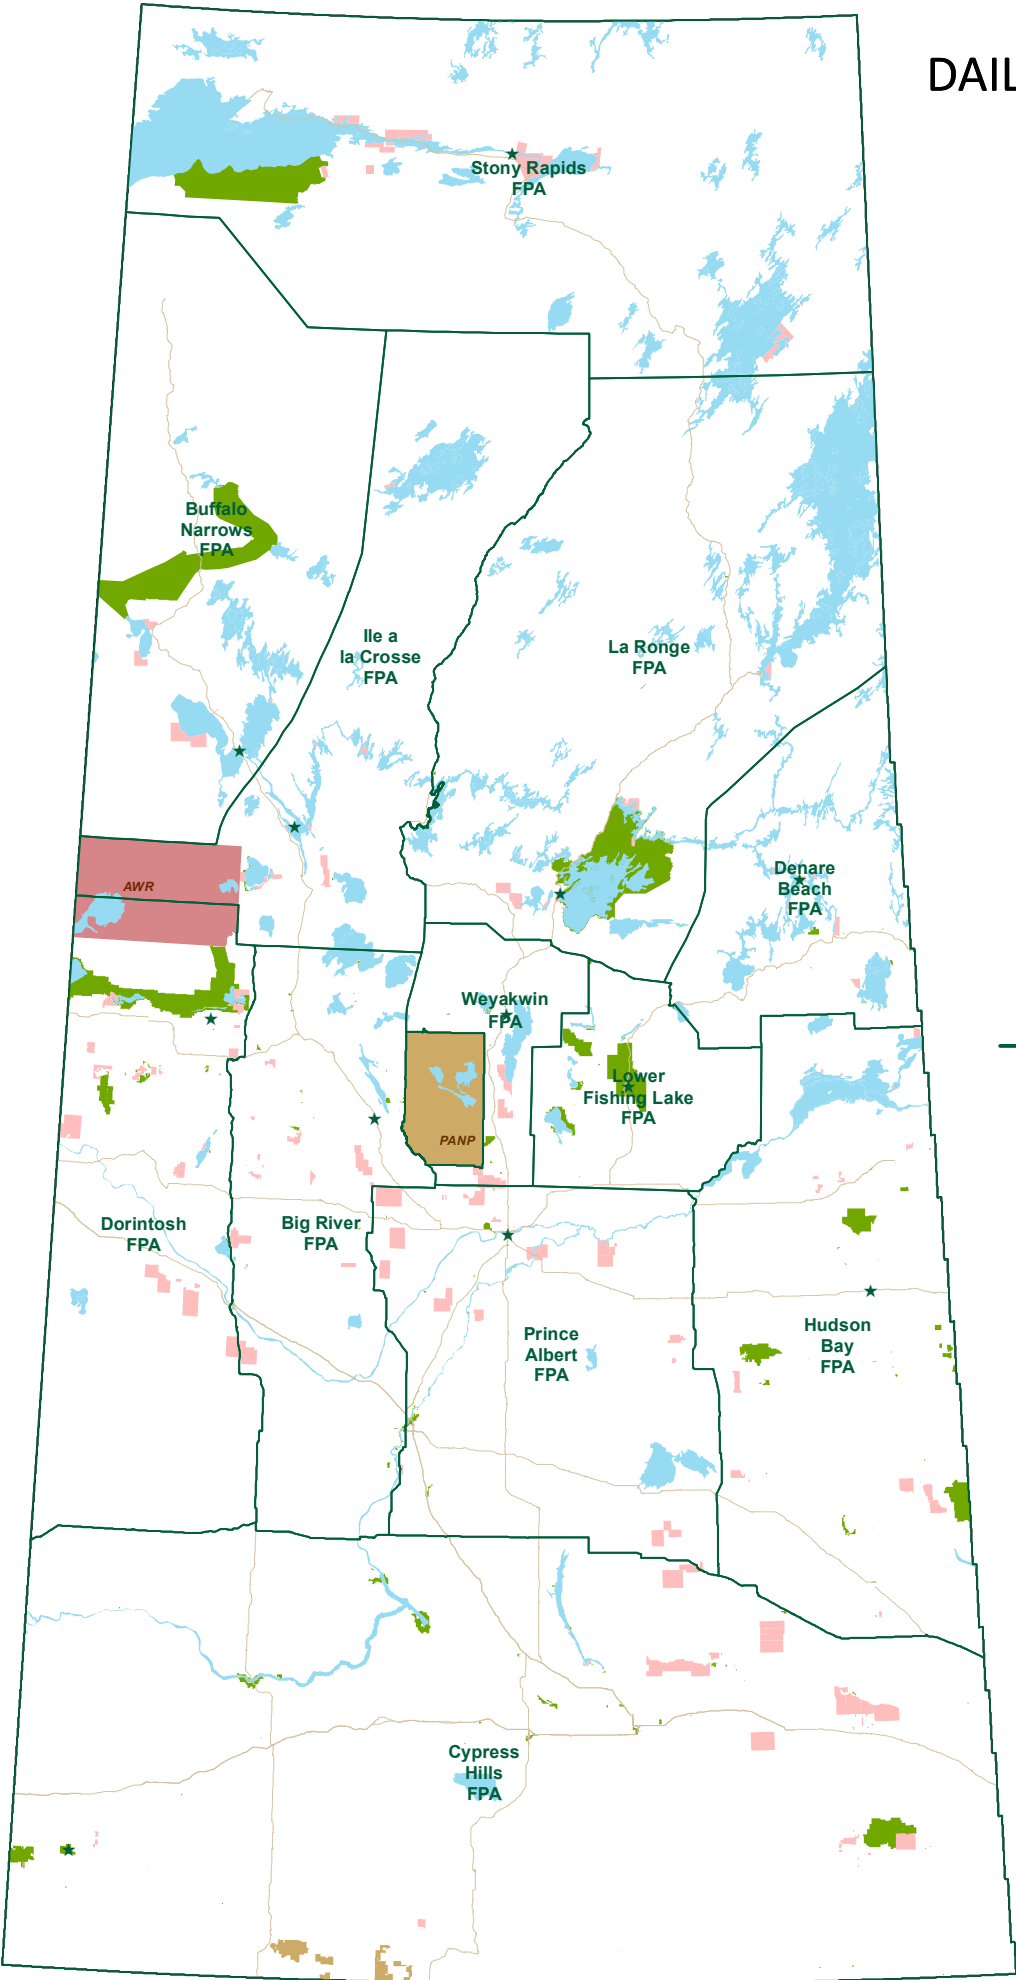 DAIL
Stony Rapids
FPA
Buffalo
Narrows
FPA
Ile a
la Crosse
FPA
La Ronge
FPA
AWR
Denare
Beach
FPA
Weyakwin
FPA
Lower
Fishing Lake
FPA
PANP
Dorintosh
FPA
Big River
FPA
Prince
Albert
FPA
Hudson
Bay
FPA
Cypress
Hills
FPA